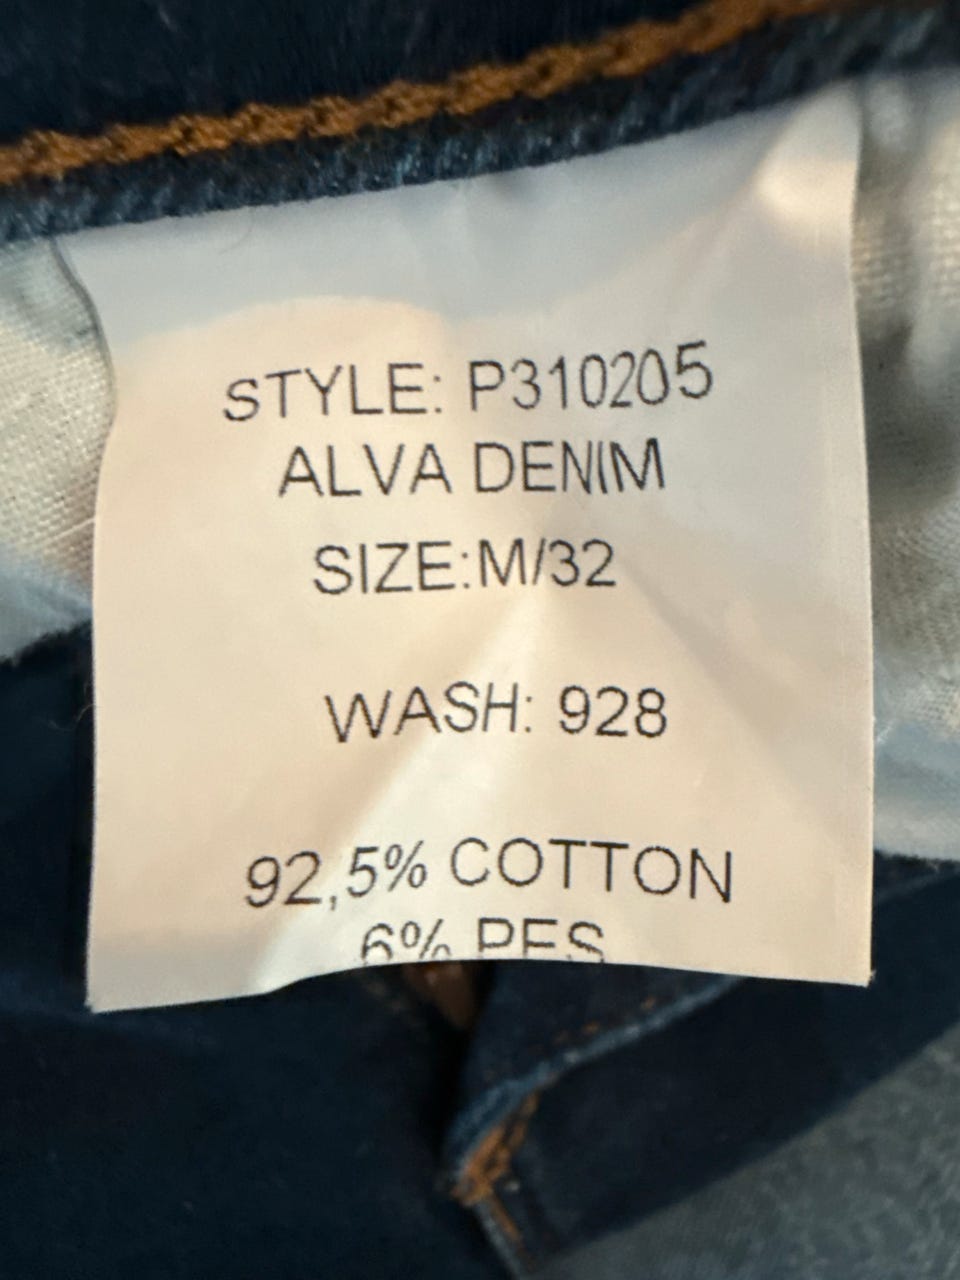 STYLE: P310205
ALVA DENIM
SIZE:M/32
WASH: 928
92,5% COTTON
6% PES